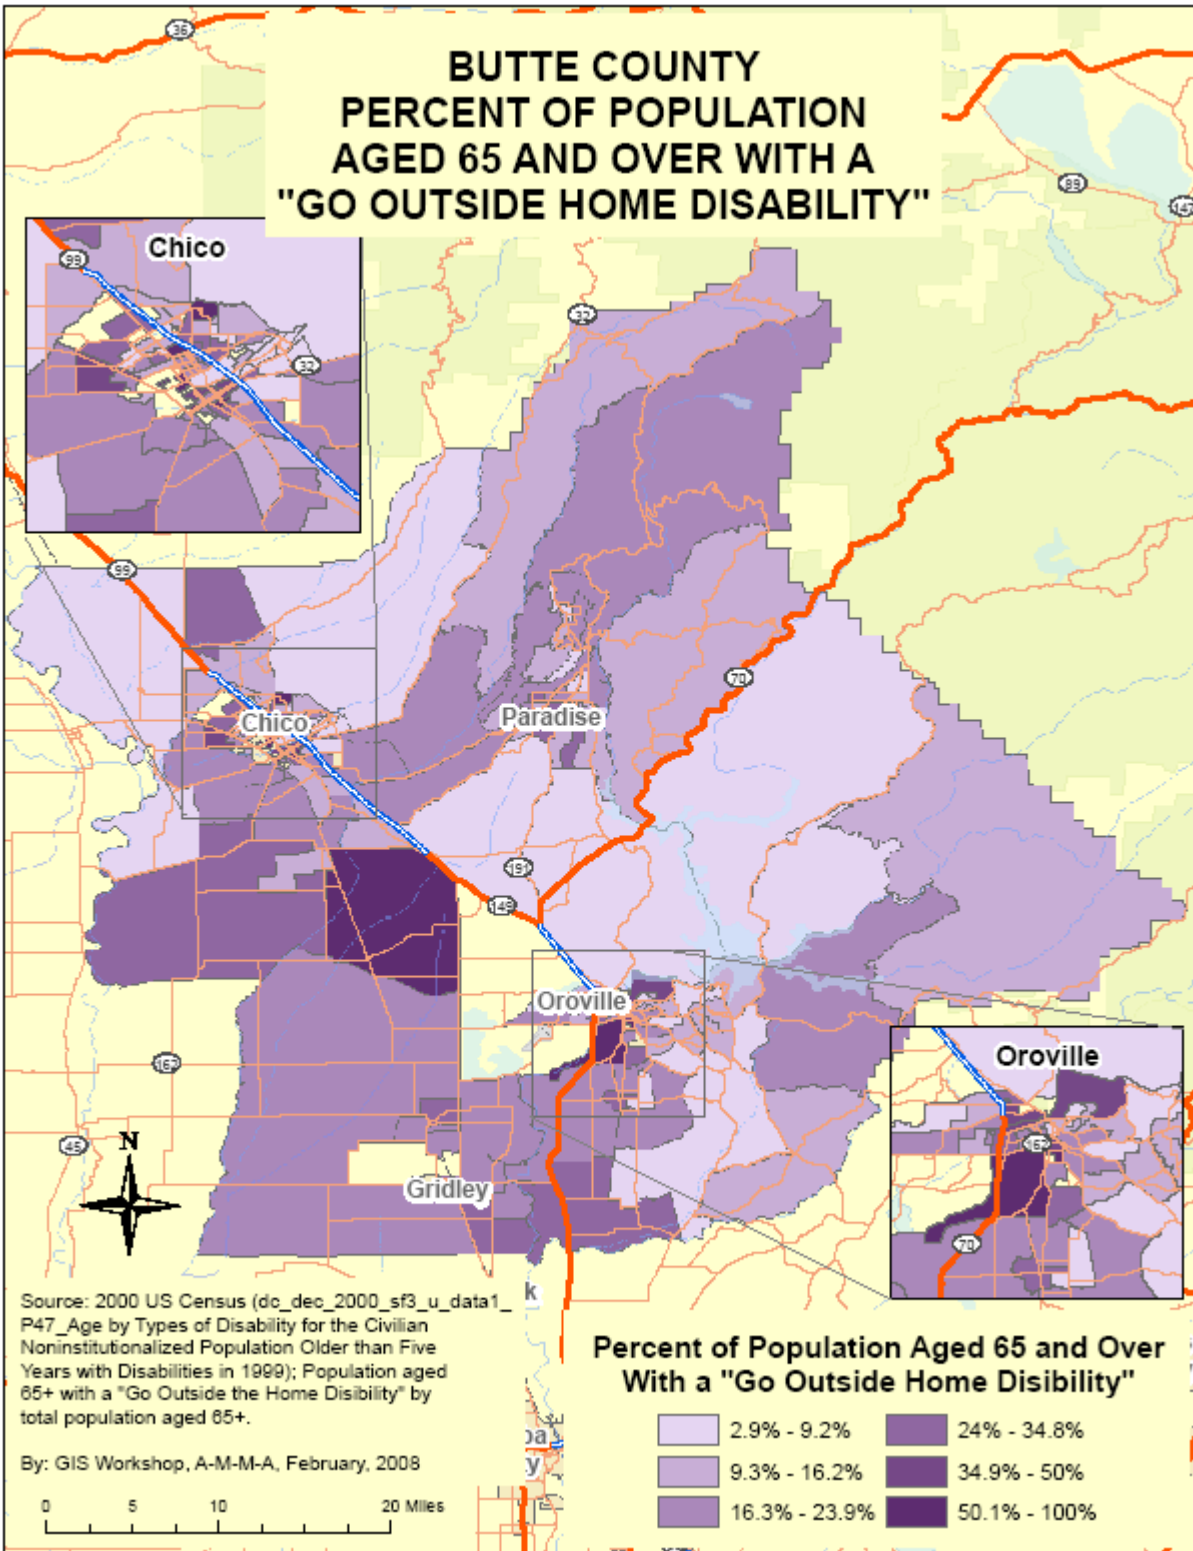 BUTTE COUNTY
PERCENT OF POPULATION
AGED 65 AND OVER WITH A
"GO OUTSIDE HOME DISABILITY"
36
89
147
Chico
99
32
32
99
70
Chico
Paradise
191
149
Oroville
162
45
N
Gridley
Oroville
162
70
k
Source: 2000 US Census (dc_dec_2000_sf3_u_data1_
P47_Age by Types of Disability for the Civilian
Noninstitutionalized Population Older than Five
Years with Disabilities in 1999); Population aged
65+ with a "Go Outside the Home Disibility" by
total population aged 65+.
By: GIS Workshop, A-M-M-A, February, 2008
0 5 10 20 Miles
ba
y
Percent of Population Aged 65 and Over
With a "Go Outside Home Disibility"
2.9% - 9.2%
9.3% - 16.2%
16.3% - 23.9%
24% - 34.8%
34.9% - 50%
50.1% - 100%